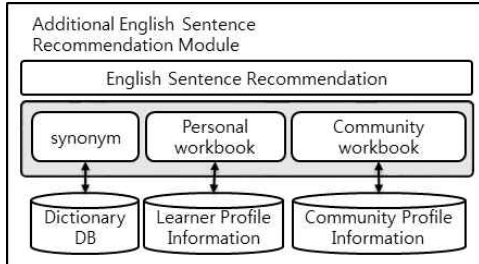 Additional English Sentence
Recommendation Module
English Sentence Recommendation
synonym
Personal
workbook
Community
workbook
Dictionary
DB
Learner Profile
Information
Community Profile
Information